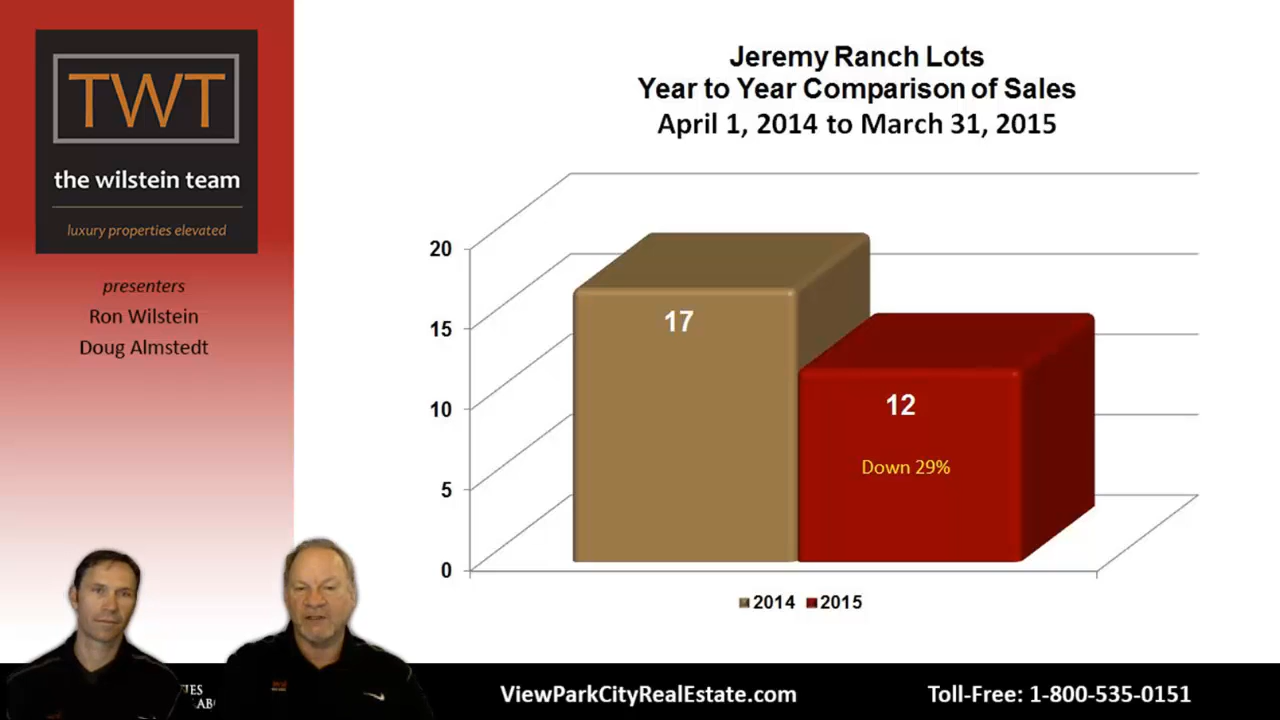 TWT
the wilstein team
luxury properties elevated
presenters
Ron Wilstein
Doug Almstedt
Jeremy Ranch Lots
Year to Year Comparison of Sales
April 1, 2014 to March 31, 2015
20
15
10
5
0
17
12
Down 29%
2014 2015
ViewParkCityRealEstate.com
Toll-Free: 1-800-535-0151